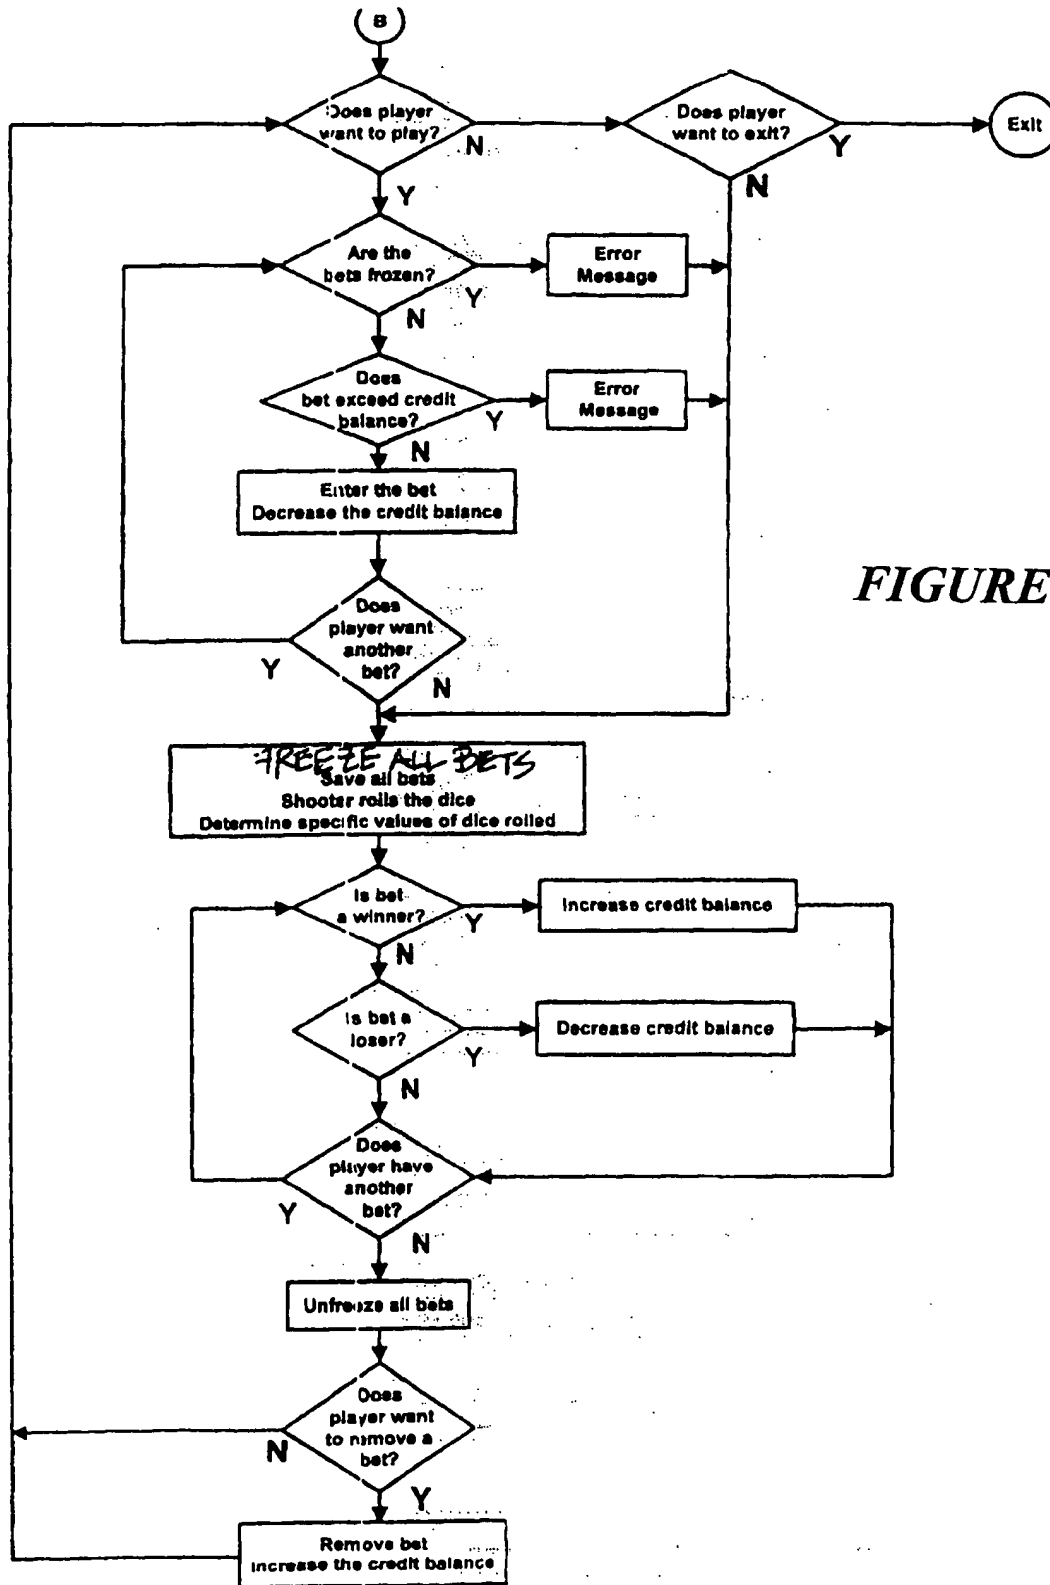 B
Does player
want to play?
N
Y
Does player
want to exit?
Y
N
Exit
Are the
bets frozen?
Y
N
Error
Message
Does
bet exceed credit
balance?
Y
N
Error
Message
Enter the bet
Decrease the credit balance
FIGURE
Does
player want
another
bet?
Y
N
FREEZE ALL BETS
Save all bets
Shooter rolls the dice
Determine specific values of dice rolled
Is bet
a winner?
Y
N
Increase credit balance
Is bet a
loser?
Y
N
Decrease credit balance
Does
player have
another
bet?
Y
N
Unfreeze all bets
Does
player want
to remove a
bet?
N
Y
Remove bet
Increase the credit balance